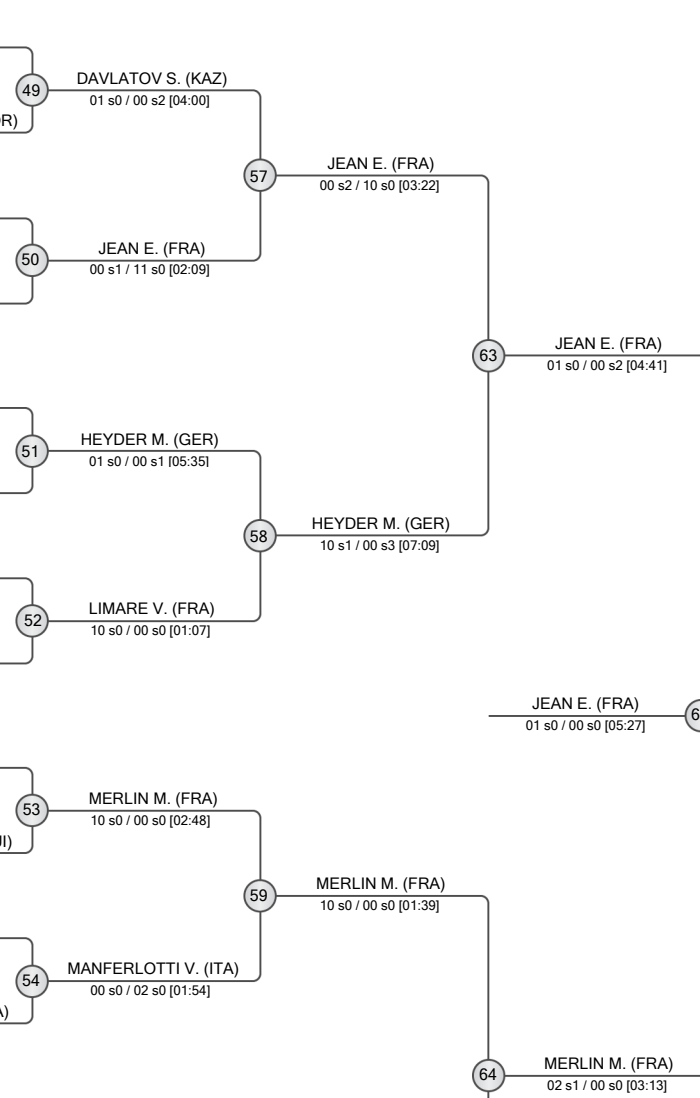 DAVLATOV S. (KAZ)
49
01 s0 / 00 s2 [04:00]
R)
JEAN E. (FRA)
57
00 s2 / 10 s0 [03:22]
JEAN E. (FRA)
50
00 s1 / 11 s0 [02:09]
JEAN E. (FRA)
63
01 s0 / 00 s2 [04:41]
HEYDER M. (GER)
51
01 s0 / 00 s1 [05:35]
HEYDER M. (GER)
58
10 s1 / 00 s3 [07:09]
LIMARE V. (FRA)
52
10 s0 / 00 s0 [01:07]
JEAN E. (FRA)
6
01 s0 / 00 s0 [05:27]
MERLIN M. (FRA)
53
10 s0 / 00 s0 [02:48]
JI)
MERLIN M. (FRA)
59
10 s0 / 00 s0 [01:39]
MANFERLOTTI V. (ITA)
54
00 s0 / 02 s0 [01:54]
A)
MERLIN M. (FRA)
64
02 s1 / 00 s0 [03:13]